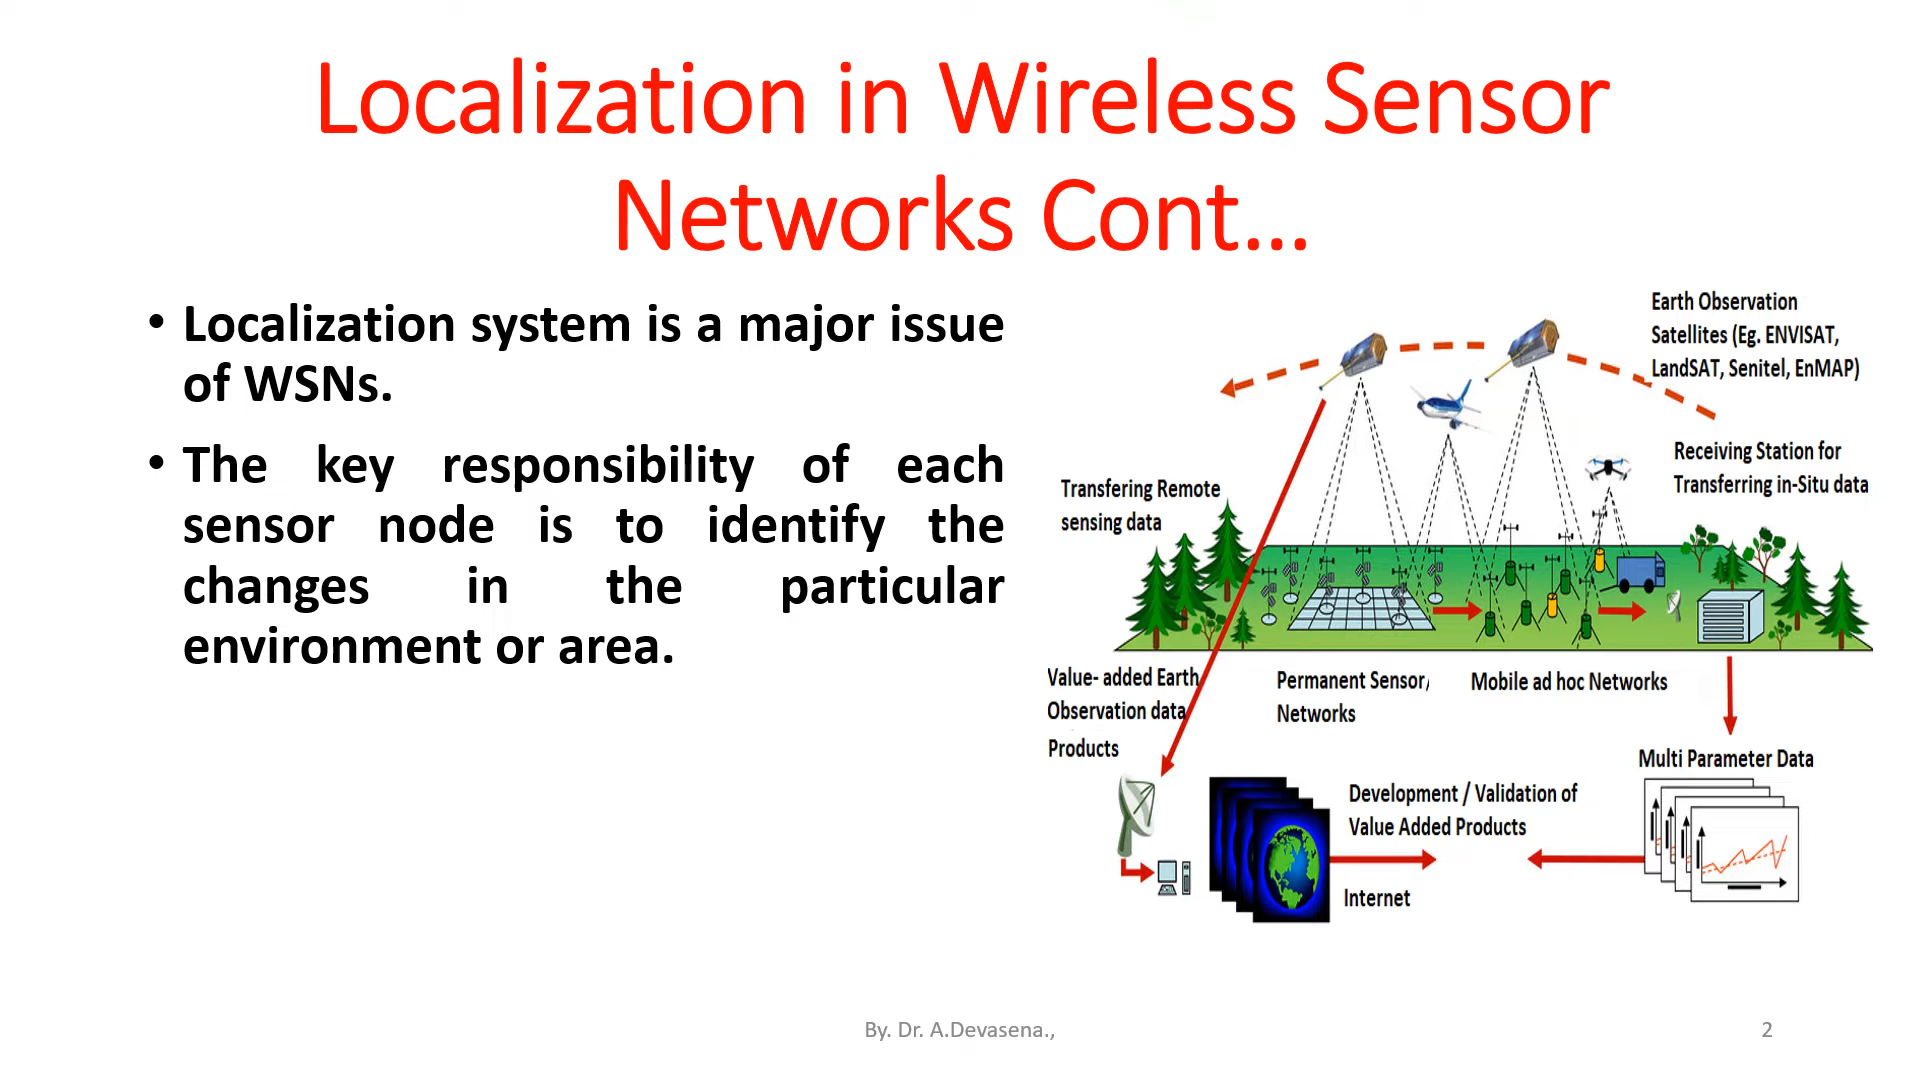 Localization in Wireless Sensor
Networks Cont...
• Localization system is a major issue
of WSNs.
• The key responsibility of each
sensor node is to identify the
changes in the particular
environment or area.
Earth Observation
Satellites (Eg. ENVISAT,
LandSAT, Senitel, EnMAP)
Receiving Station for
Transferring in-Situ data
Transfering Remote
sensing data
Value- added Earth
Observation data
Products
Permanent Sensor,
Networks
Mobile ad hoc Networks
Multi Parameter Data
Development / Validation of
Value Added Products
Internet
By. Dr. A.Devasena.,
2